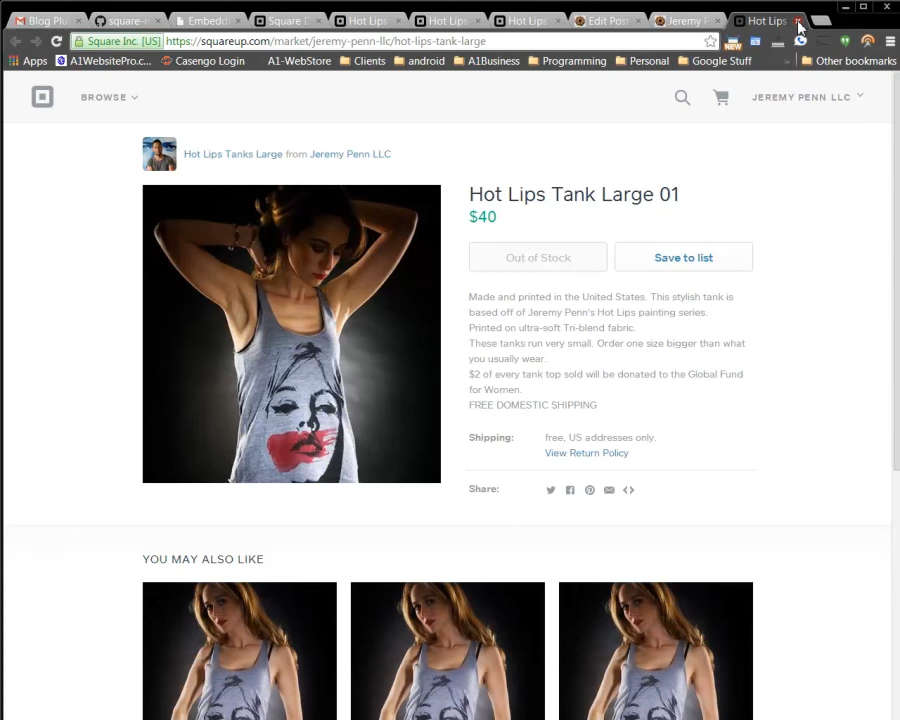 Blog Plu
square-m
Embedd
Square D
Hot Lips
Hot Lips
Hot Lips
Edit Post
Jeremy P
Hot Lips
Square Inc. [US] https://squareup.com/market/jeremy-penn-llc/hot-lips-tank-large
NEW
Apps A1WebsitePro.c... Casengo Login A1-WebStore Clients android A1Business Programming Personal Google Stuff » Other bookmarks
BROWSE JEREMY PENN LLC
Hot Lips Tanks Large from Jeremy Penn LLC
Hot Lips Tank Large 01
$40
Out of Stock Save to list
Made and printed in the United States. This stylish tank is
based off of Jeremy Penn's Hot Lips painting series.
Printed on ultra-soft Tri-blend fabric.
These tanks run very small. Order one size bigger than what
you usually wear.
$2 of every tank top sold will be donated to the Global Fund
for Women.
FREE DOMESTIC SHIPPING
Shipping: free, US addresses only.
View Return Policy
Share:
YOU MAY ALSO LIKE